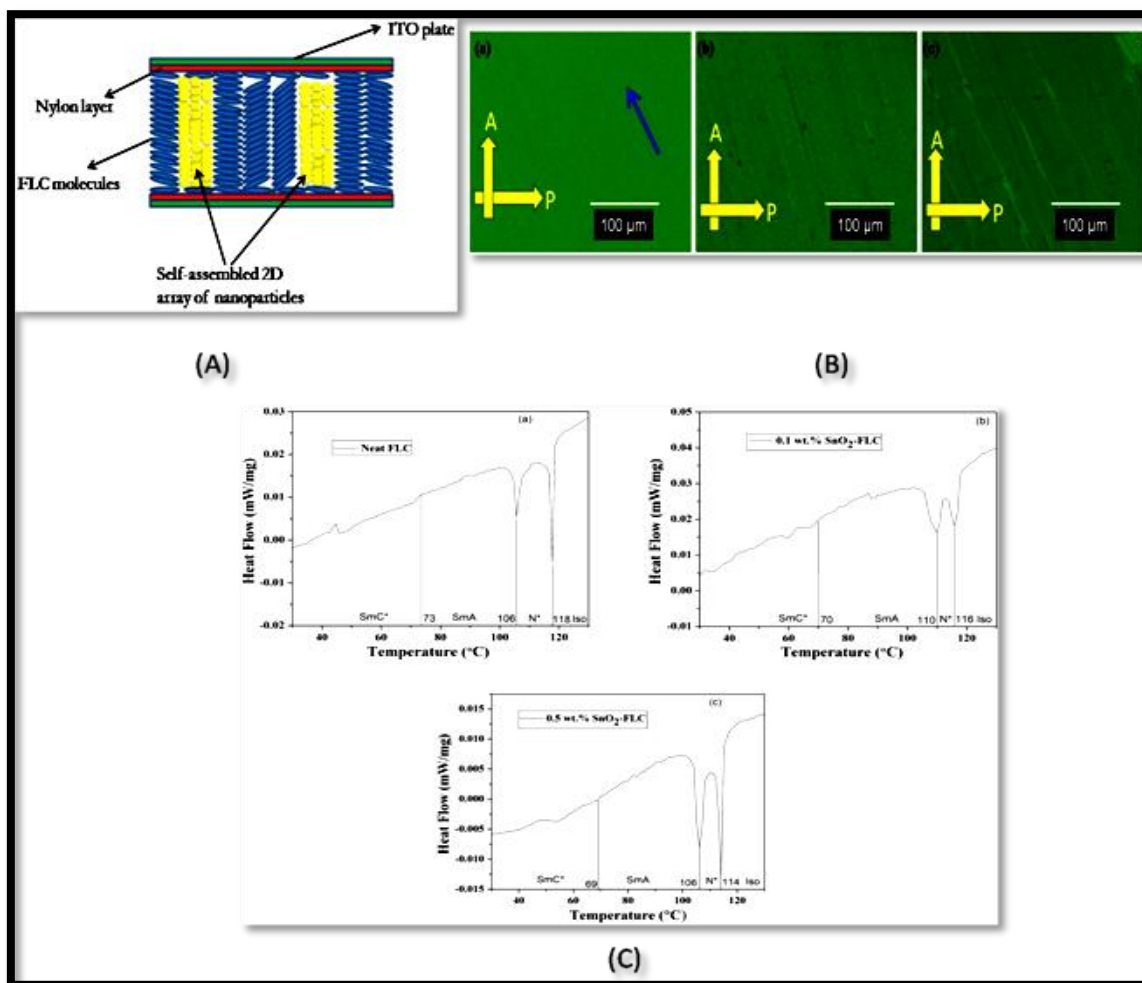 ITO plate
Nylon layer
FLC molecules
Self-assembled 2D
array of nanoparticles
(A)
(a)
A
P
100 µm
(b)
A
P
100 µm
(c)
A
P
100 µm
(B)
(a)
Neat FLC
Heat Flow (mW/mg)
0.03
0.02
0.01
0.00
-0.01
-0.02
SmC* 73 SmA 106 N* 118 Iso
40 60 80 100 120
Temperature (°C)
(b)
0.1 wt.% SnO₂-FLC
Heat Flow (mW/mg)
0.05
0.04
0.03
0.02
0.01
0.00
-0.01
SmC* 70 SmA 110 N* 116 Iso
40 60 80 100 120
Temperature (°C)
(c)
0.5 wt.% SnO₂-FLC
Heat Flow (mW/mg)
0.015
0.010
0.005
0.000
-0.005
-0.010
-0.015
SmC* 69 SmA 106 N* 114 Iso
40 60 80 100 120
Temperature (°C)
(C)